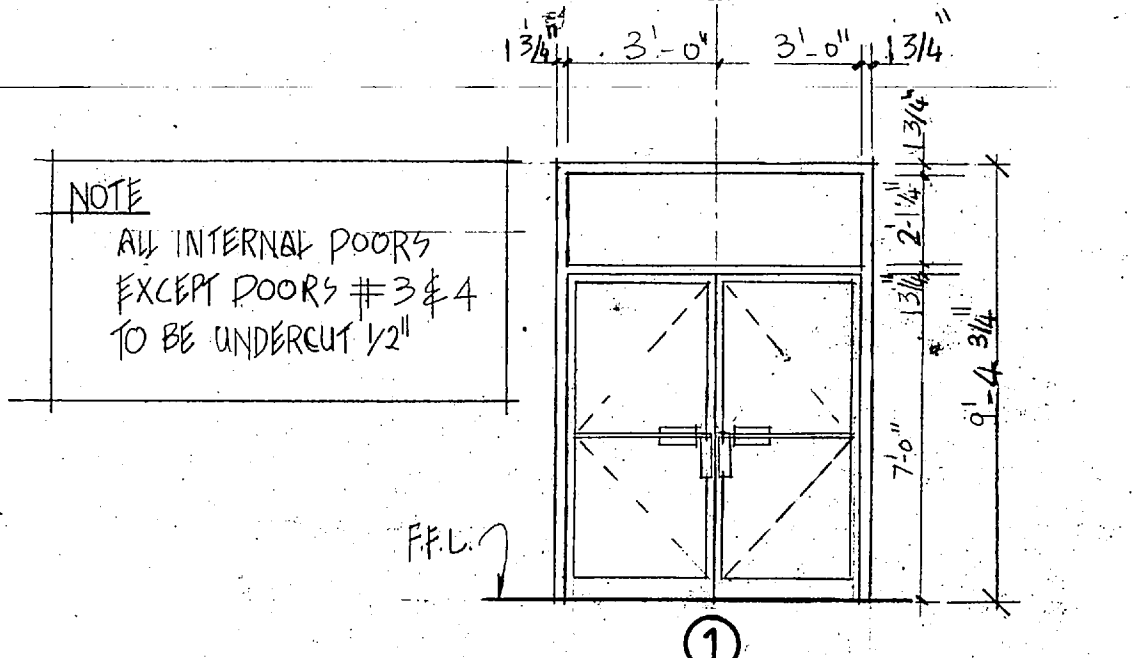 1 3/4"
3'-0"
3'-0"
1 3/4"
1 3/4"
2'-1 1/4"
1 3/4"
9'-4 3/4"
7'-0"
NOTE
ALL INTERNAL DOORS
EXCEPT DOORS #3 & 4
TO BE UNDERCUT 1/2"
F.F.L.
1